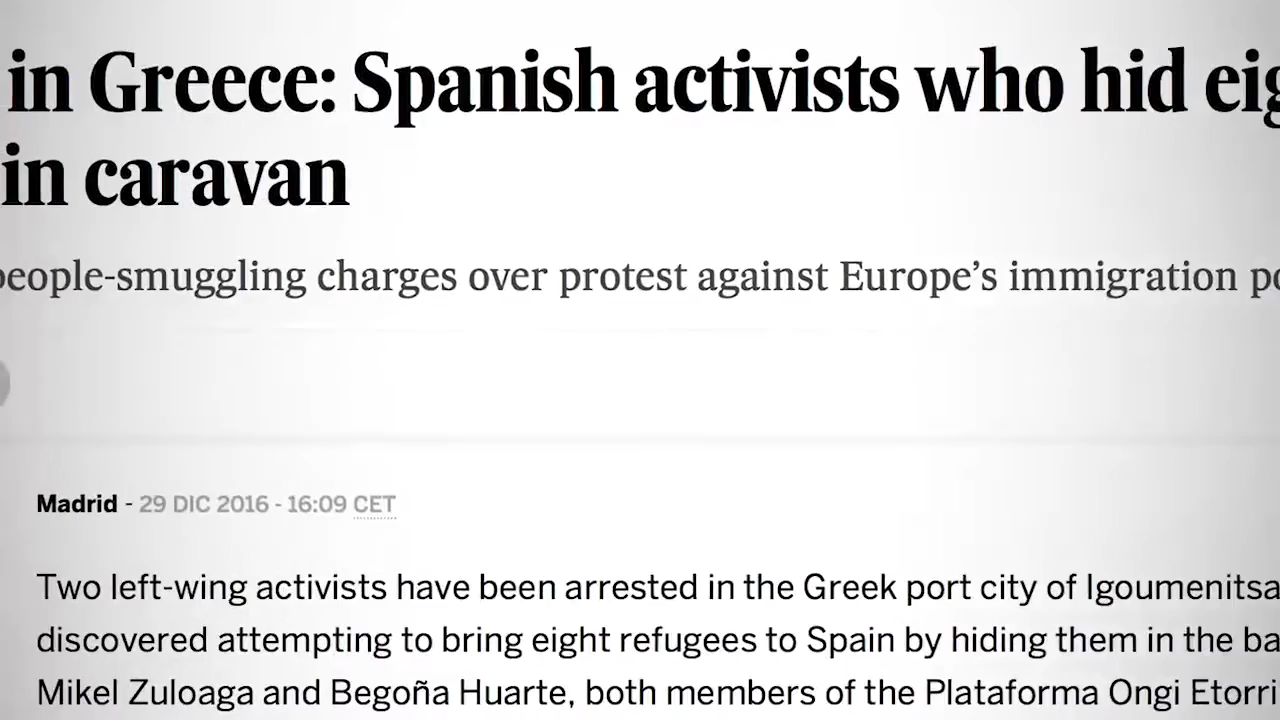 in Greece: Spanish activists who hid eig
in caravan
people-smuggling charges over protest against Europe's immigration po
Madrid - 29 DIC 2016 - 16:09 CET
Two left-wing activists have been arrested in the Greek port city of Igoumenitsa
discovered attempting to bring eight refugees to Spain by hiding them in the ba
Mikel Zuloaga and Begoña Huarte, both members of the Plataforma Ongi Etorri